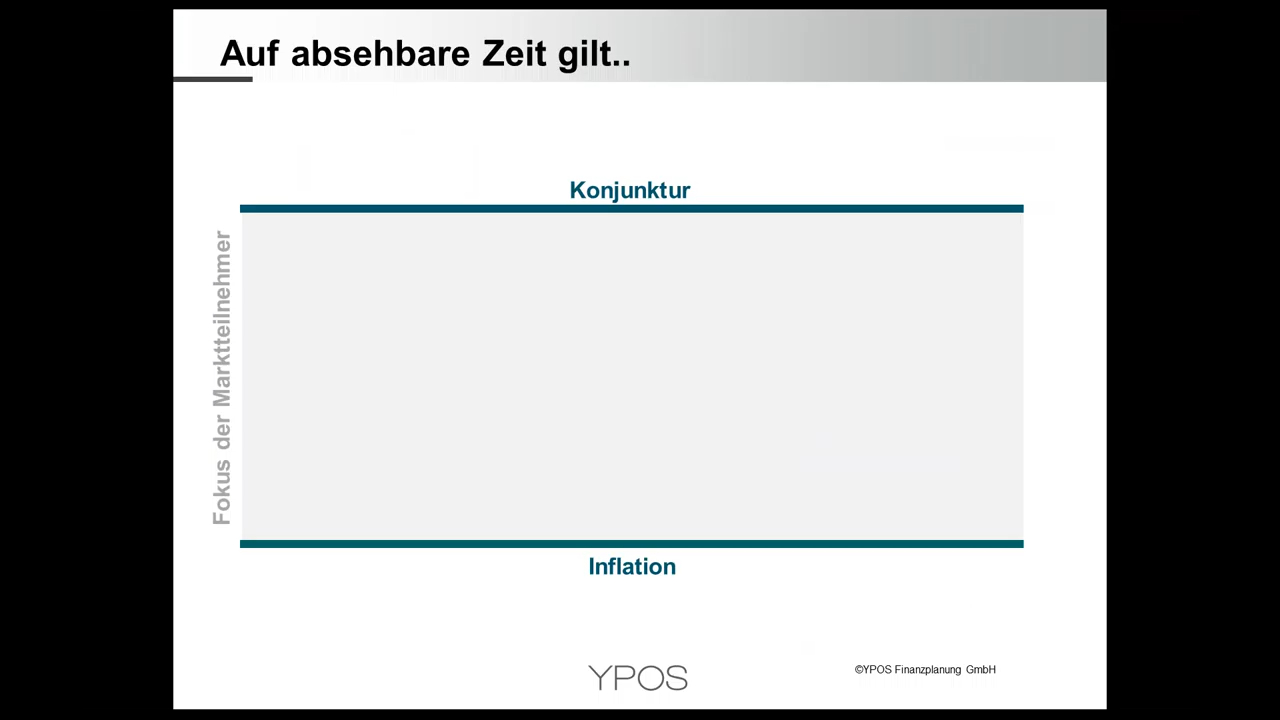 Auf absehbare Zeit gilt..
Konjunktur
Fokus der Marktteilnehmer
Inflation
YPOS
©YPOS Finanzplanung GmbH